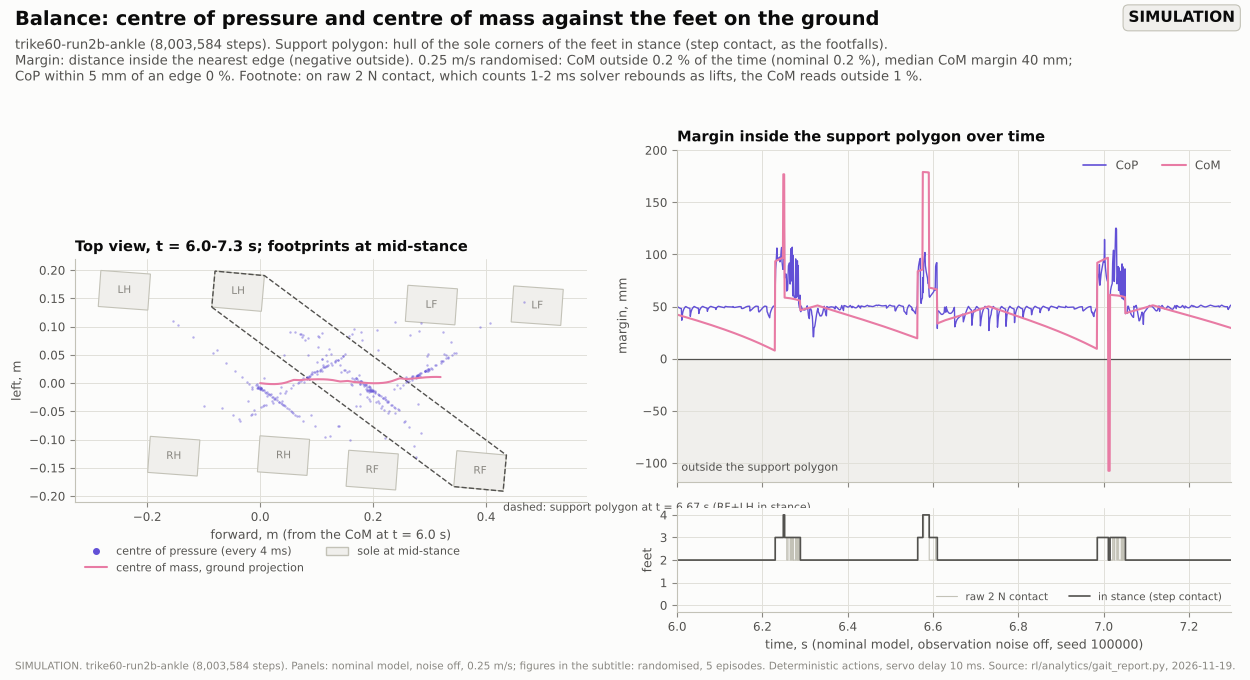 Balance: centre of pressure and centre of mass against the feet on the ground
SIMULATION
trike60-run2b-ankle (8,003,584 steps). Support polygon: hull of the sole corners of the feet in stance (step contact, as the footfalls).
Margin: distance inside the nearest edge (negative outside). 0.25 m/s randomised: CoM outside 0.2 % of the time (nominal 0.2 %), median CoM margin 40 mm;
CoP within 5 mm of an edge 0 %. Footnote: on raw 2 N contact, which counts 1-2 ms solver rebounds as lifts, the CoM reads outside 1 %.
Top view, t = 6.0-7.3 s; footprints at mid-stance
0.20
0.15
0.10
0.05
0.00
−0.05
−0.10
−0.15
−0.20
left, m
LH
LH
LF
LF
RH
RH
RF
RF
−0.2
0.0
0.2
0.4
forward, m (from the CoM at t = 6.0 s)
centre of pressure (every 4 ms)
sole at mid-stance
centre of mass, ground projection
dashed: support polygon at t = 6.67 s (RF+LH in stance)
Margin inside the support polygon over time
200
150
100
50
0
−50
−100
margin, mm
CoP
CoM
outside the support polygon
4
3
2
1
0
feet
raw 2 N contact
in stance (step contact)
6.0
6.2
6.4
6.6
6.8
7.0
7.2
time, s (nominal model, observation noise off, seed 100000)
SIMULATION. trike60-run2b-ankle (8,003,584 steps). Panels: nominal model, noise off, 0.25 m/s; figures in the subtitle: randomised, 5 episodes. Deterministic actions, servo delay 10 ms. Source: rl/analytics/gait_report.py, 2026-11-19.